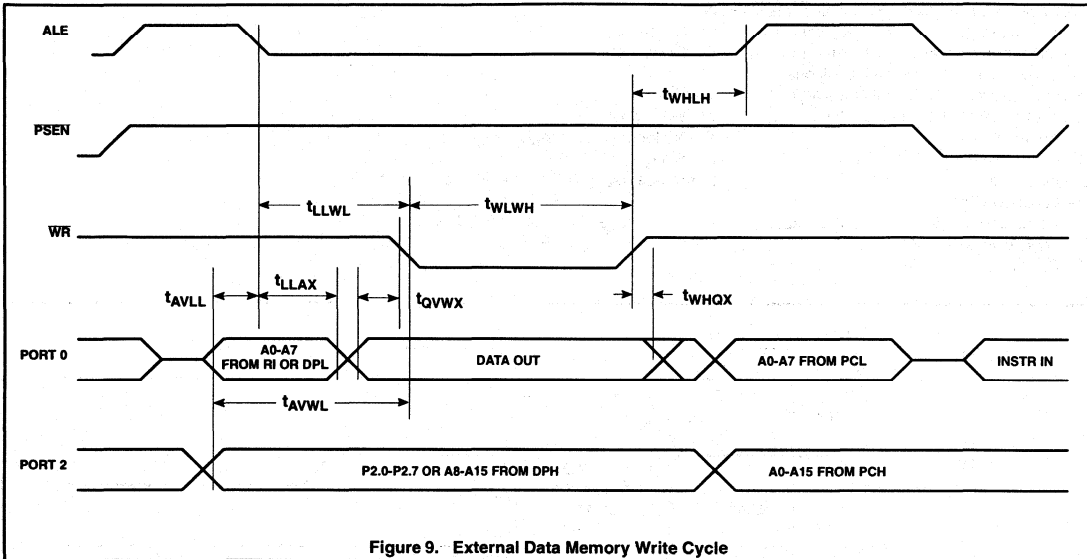 ALE
tWHLH
PSEN
tLLWL
tWLWH
WR
tAVLL
tLLAX
tQVWX
tWHQX
PORT 0
A0-A7
FROM RI OR DPL
DATA OUT
A0-A7 FROM PCL
INSTR IN
tAVWL
PORT 2
P2.0-P2.7 OR A8-A15 FROM DPH
A0-A15 FROM PCH
Figure 9. External Data Memory Write Cycle